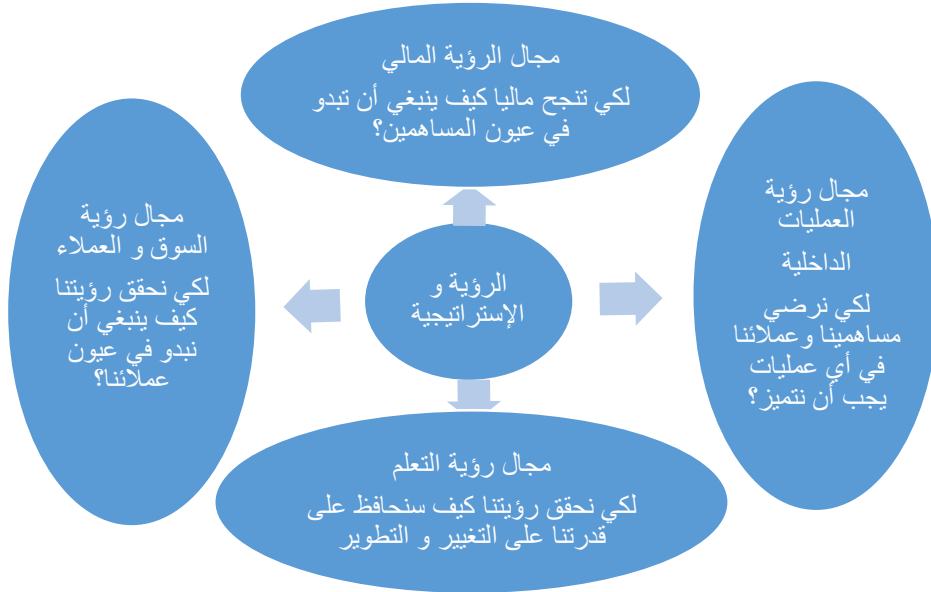 مجال الرؤية المالي
لكي تنجح ماليا كيف ينبغي أن تبدو
في عيون المساهمين؟
مجال رؤية
العمليات
الداخلية
لكي نرضي
مساهمينا وعملائنا
في أي عمليات
يجب أن نتميز؟
الرؤية و
الإستراتيجية
مجال رؤية
السوق و العملاء
لكي نحقق رؤيتنا
كيف ينبغي أن
نبدو في عيون
عملائنا؟
مجال رؤية التعلم
لكي نحقق رؤيتنا كيف سنحافظ على
قدرتنا على التغيير و التطوير